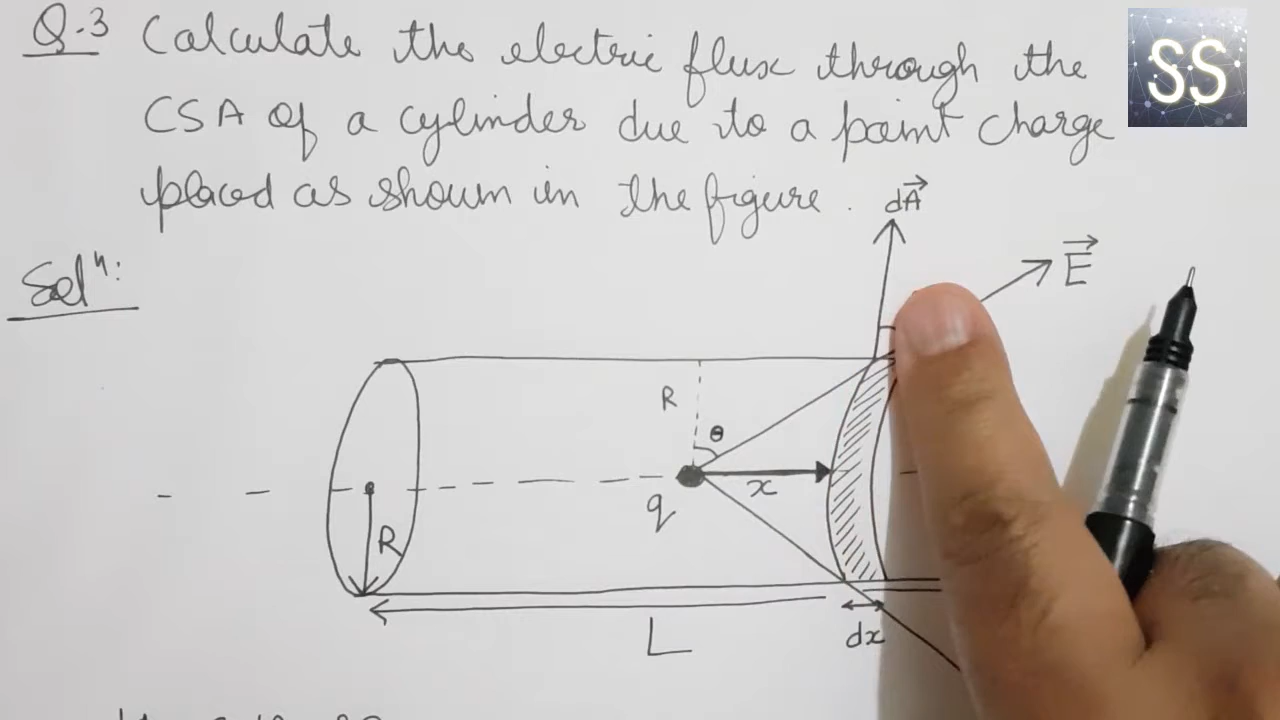 Q.3 Calculate the electric flux through the
CSA of a cylinder due to a point charge
placed as shown in the figure.
SS
dA
E
Solⁿ:
R
θ
x
q
R
L
dx